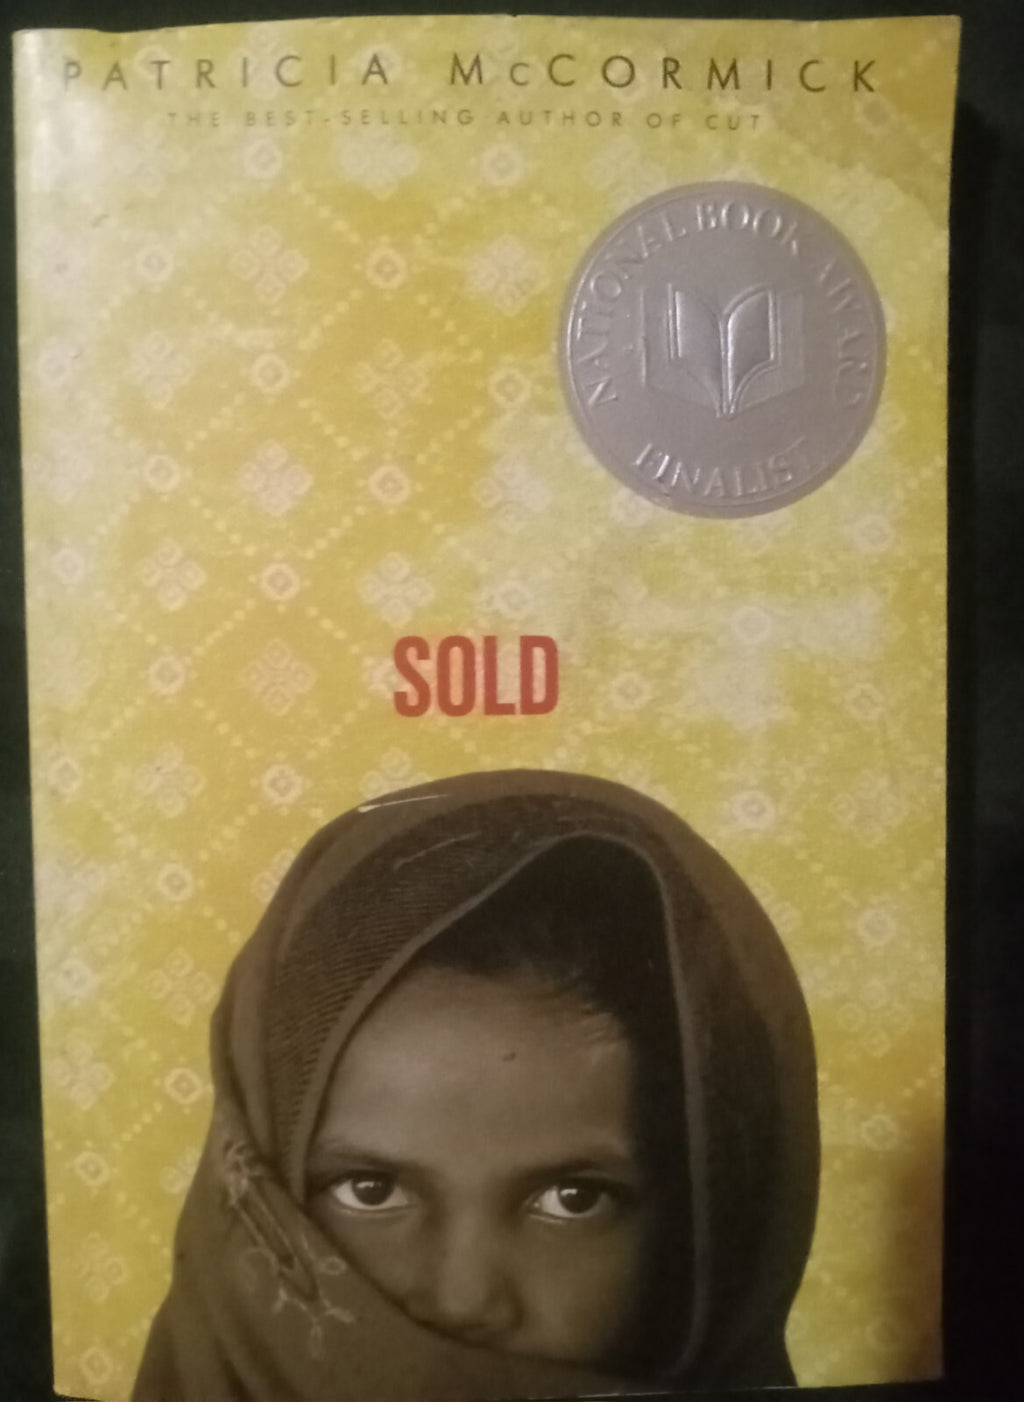 PATRICIA McCORMICK
THE BEST-SELLING AUTHOR OF CUT
NATIONAL BOOK AWARD
FINALIST
SOLD